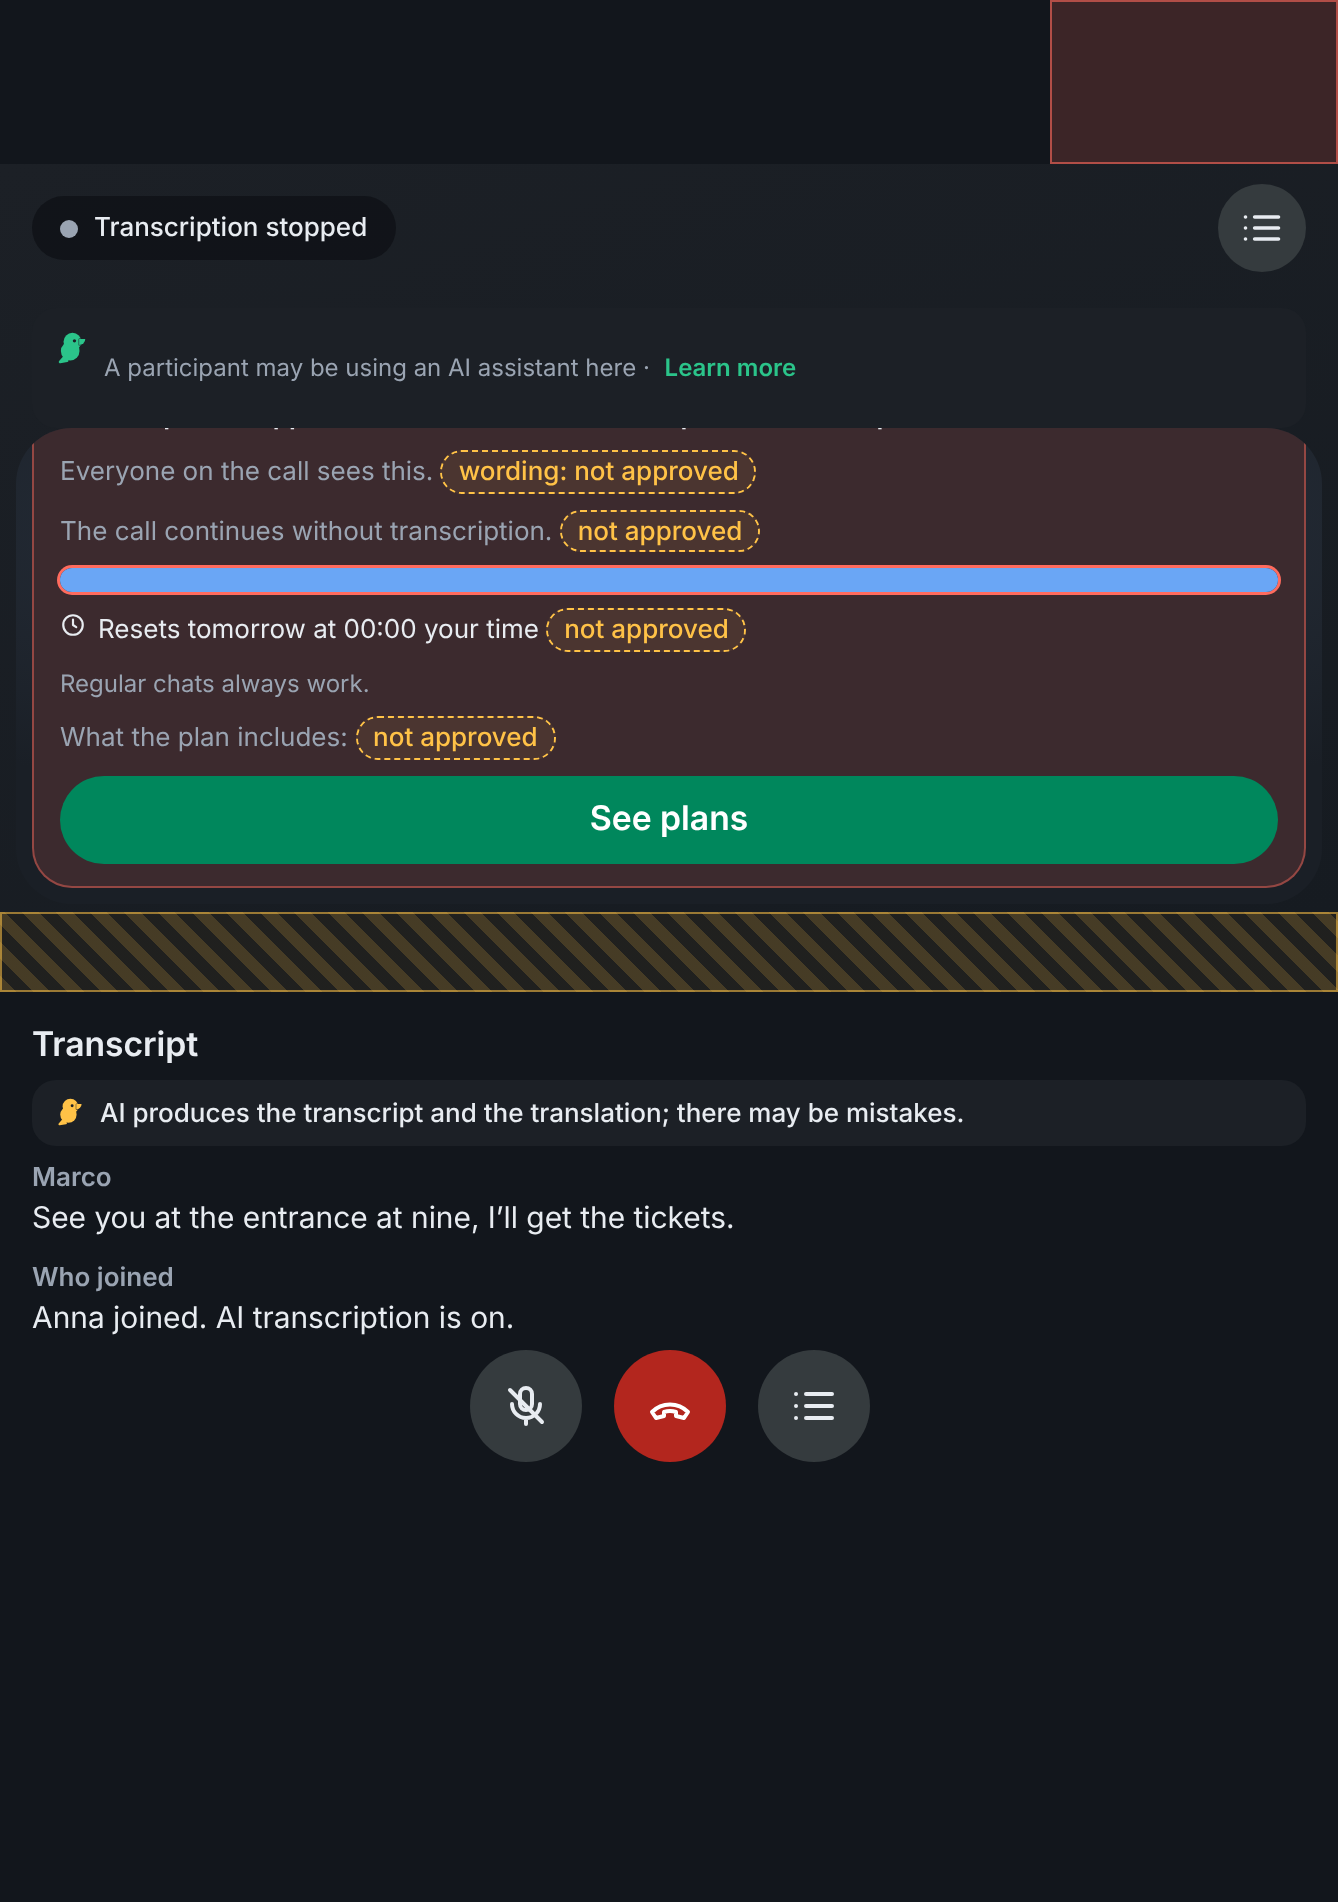 Transcription stopped
A participant may be using an AI assistant here · Learn more
Everyone on the call sees this. wording: not approved
The call continues without transcription. not approved
Resets tomorrow at 00:00 your time not approved
Regular chats always work.
What the plan includes: not approved
See plans
Transcript
AI produces the transcript and the translation; there may be mistakes.
Marco
See you at the entrance at nine, I’ll get the tickets.
Who joined
Anna joined. AI transcription is on.